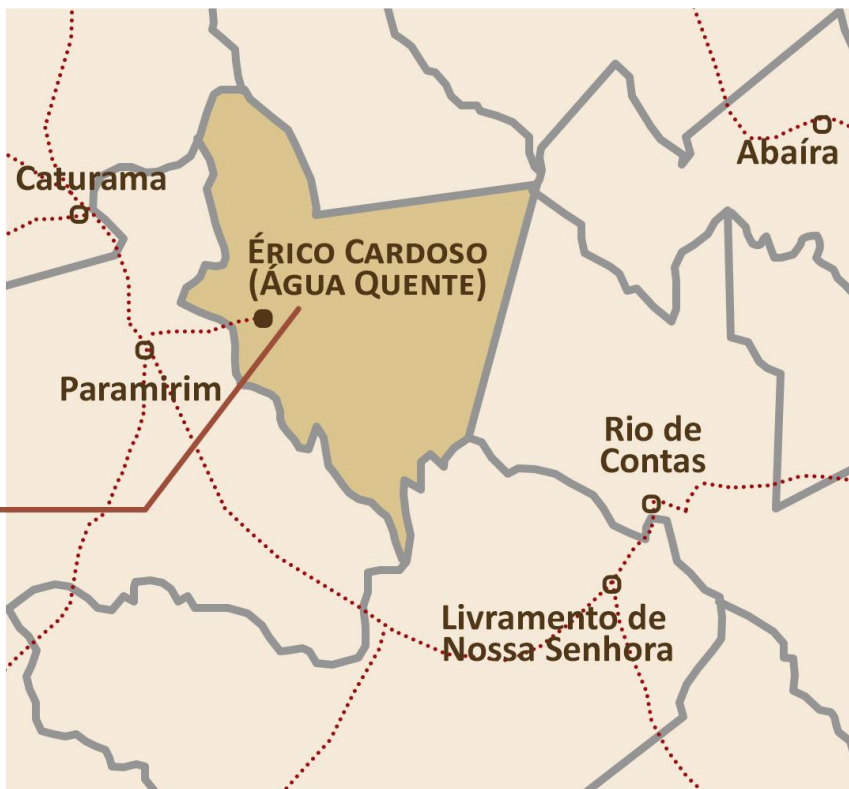 Abaíra
Caturama
ÉRICO CARDOSO
(ÁGUA QUENTE)
Paramirim
Rio de
Contas
Livramento de
Nossa Senhora